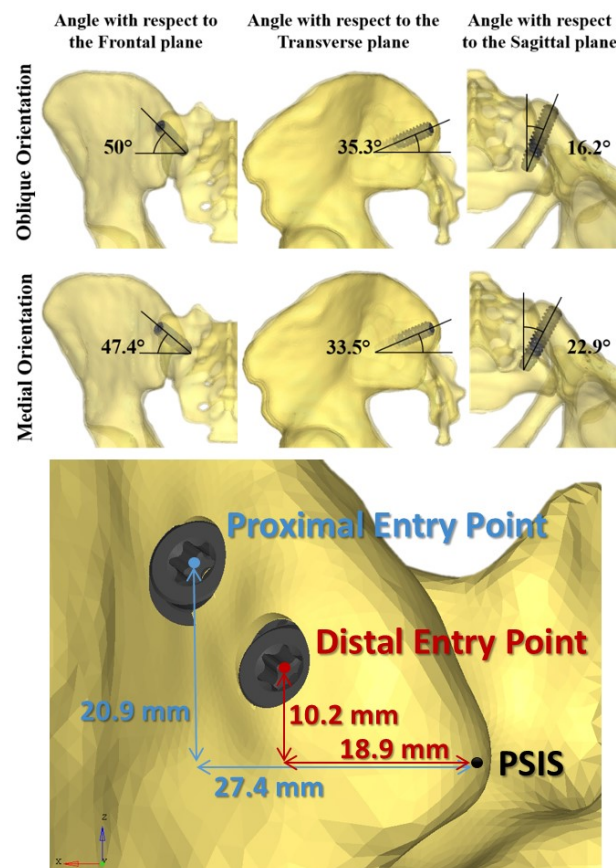 Angle with respect to
the Frontal plane
Angle with respect to the
Transverse plane
Angle with respect
to the Sagittal plane
Oblique Orientation
50°
35.3°
16.2°
Medial Orientation
47.4°
33.5°
22.9°
Proximal Entry Point
Distal Entry Point
20.9 mm
10.2 mm
18.9 mm
PSIS
27.4 mm
Z
X
Y